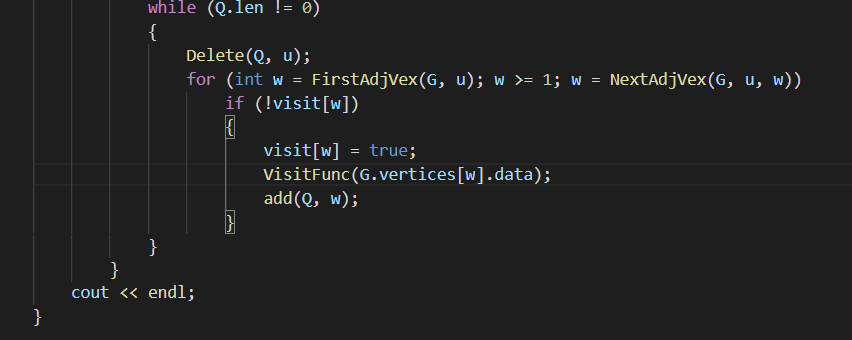 while (Q.len != 0)
{
Delete(Q, u);
for (int w = FirstAdjVex(G, u); w >= 1; w = NextAdjVex(G, u, w))
if (!visit[w])
{
visit[w] = true;
VisitFunc(G.vertices[w].data);
add(Q, w);
}
}
}
cout << endl;
}